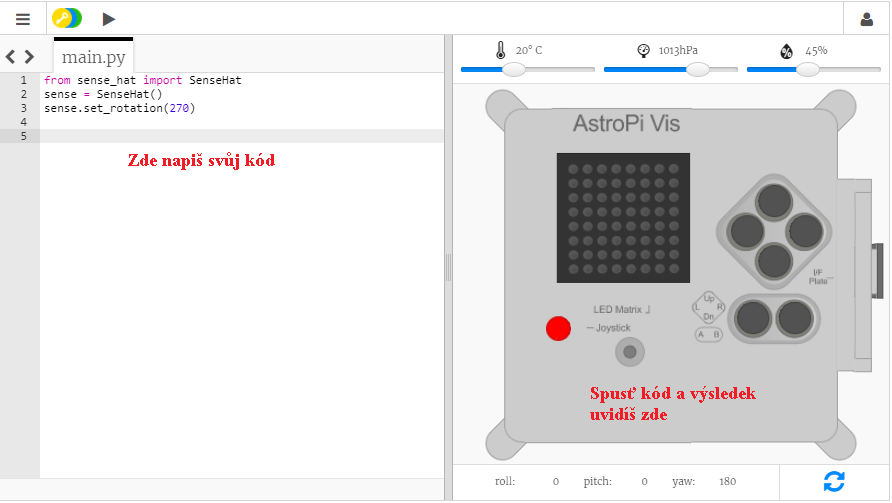 main.py
20° C
1013hPa
45%
1 from sense_hat import SenseHat
2 sense = SenseHat()
3 sense.set_rotation(270)
4
5
Zde napiš svůj kód
AstroPi Vis
I/F
Plate
LED Matrix
Joystick
Up
L R
Dn
A B
Spusť kód a výsledek
uvidíš zde
roll: 0 pitch: 0 yaw: 180